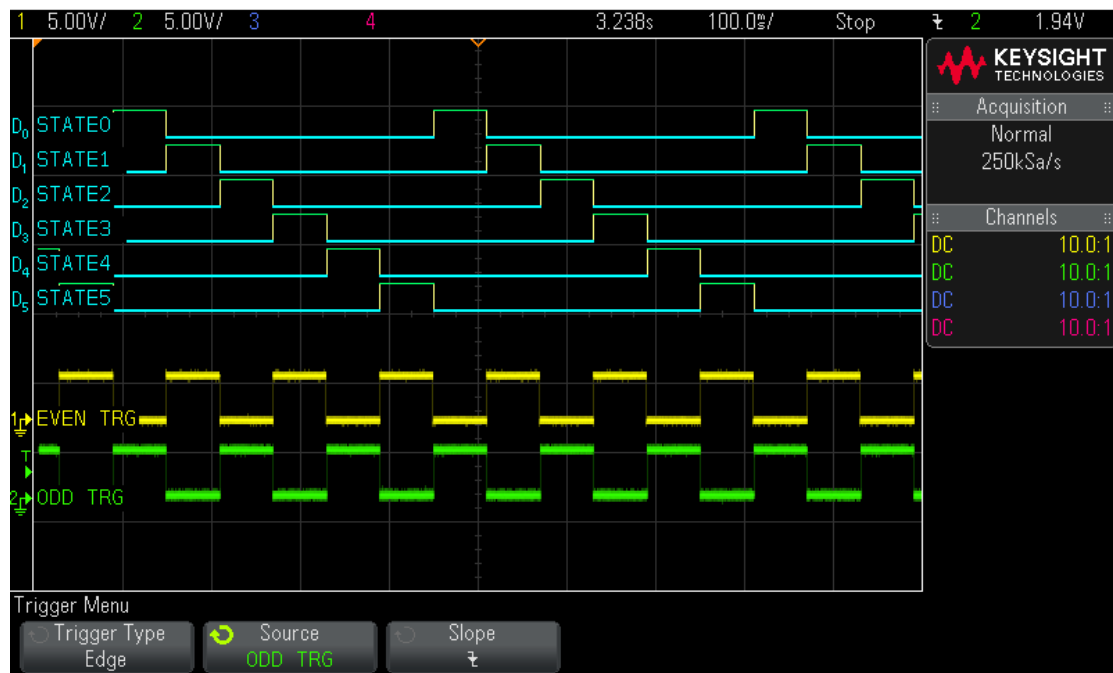 1 5.00V/ 2 5.00V/ 3 4 3.238s 100.0ms/ Stop 2 1.94V
KEYSIGHT
TECHNOLOGIES
Acquisition
Normal
250kSa/s
Channels
DC 10.0:1
DC 10.0:1
DC 10.0:1
DC 10.0:1
D0 STATE0
D1 STATE1
D2 STATE2
D3 STATE3
D4 STATE4
D5 STATE5
1 EVEN TRG
T
2 ODD TRG
Trigger Menu
Trigger Type
Edge
Source
ODD TRG
Slope